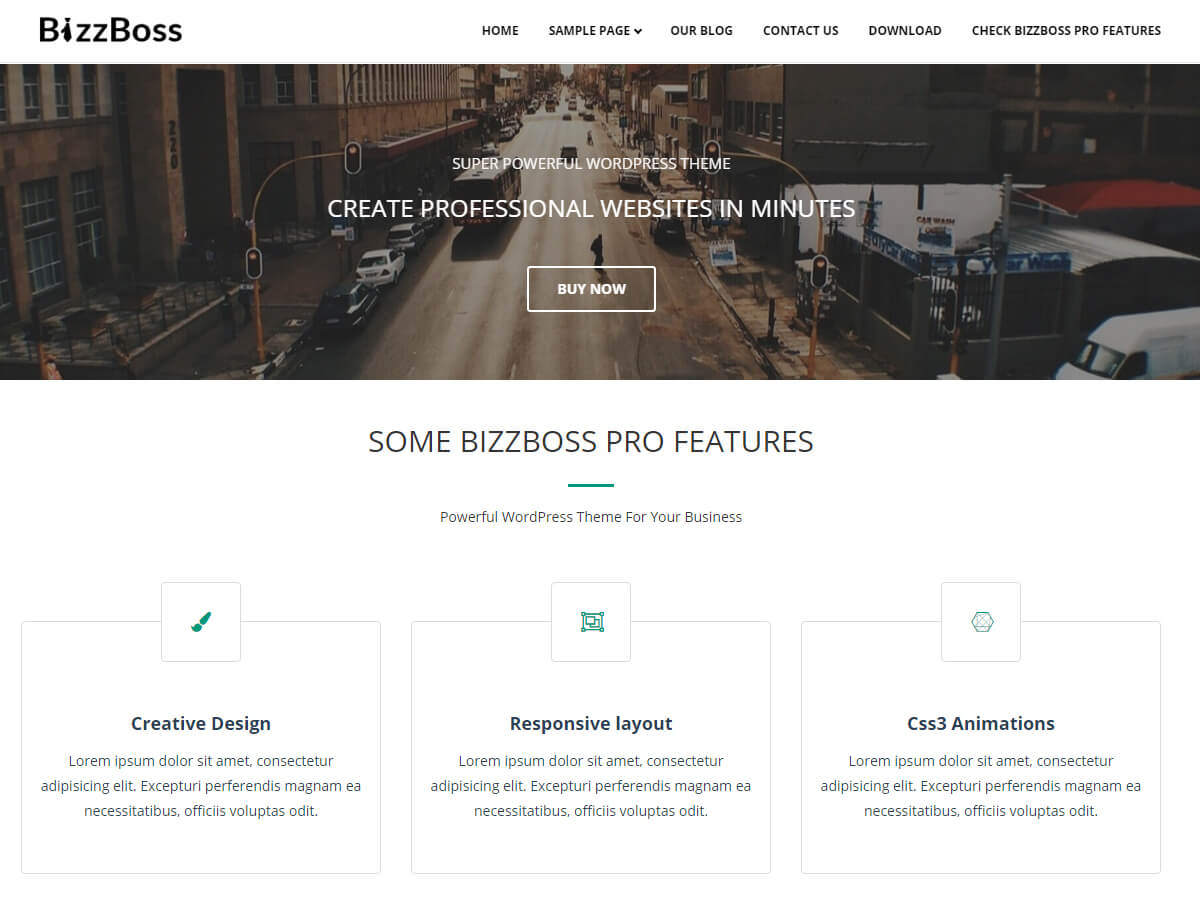 BizzBoss
HOME SAMPLE PAGE OUR BLOG CONTACT US DOWNLOAD CHECK BIZZBOSS PRO FEATURES
220
SUPER POWERFUL WORDPRESS THEME
CREATE PROFESSIONAL WEBSITES IN MINUTES
CAR WASH
BUY NOW
SOME BIZZBOSS PRO FEATURES
Powerful WordPress Theme For Your Business
Creative Design
Lorem ipsum dolor sit amet, consectetur
adipisicing elit. Excepturi perferendis magnam ea
necessitatibus, officiis voluptas odit.
Responsive layout
Lorem ipsum dolor sit amet, consectetur
adipisicing elit. Excepturi perferendis magnam ea
necessitatibus, officiis voluptas odit.
Css3 Animations
Lorem ipsum dolor sit amet, consectetur
adipisicing elit. Excepturi perferendis magnam ea
necessitatibus, officiis voluptas odit.